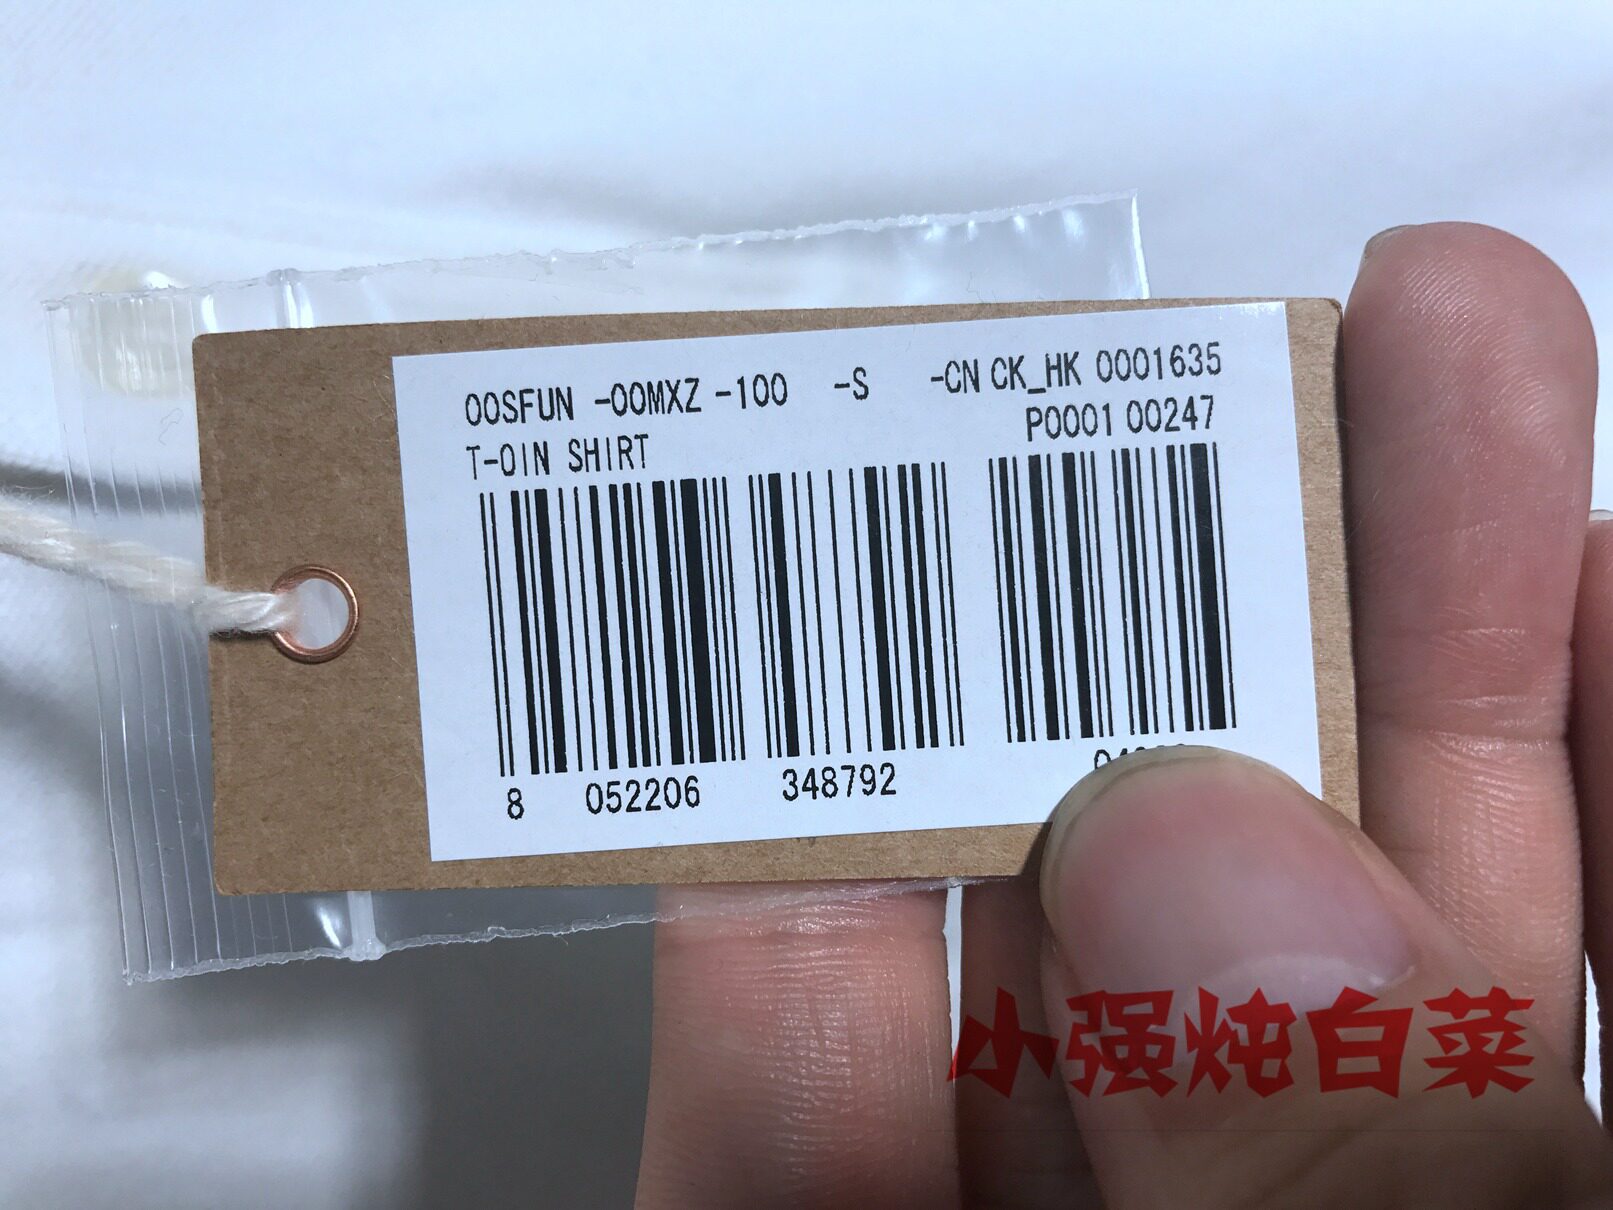 00SFUN -00MXZ -100 -S -CN CK_HK 0001635
P0001 00247
T-OIN SHIRT
8 052206 348792
小强炖白菜